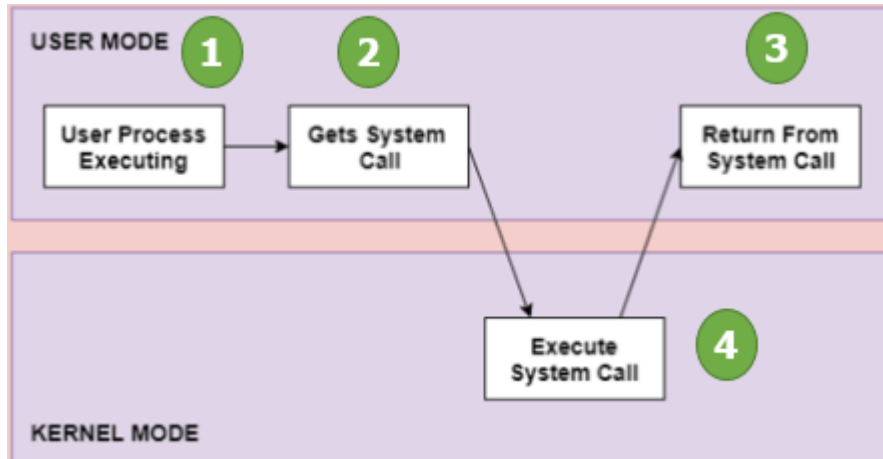 USER MODE
1
2
3
User Process
Executing
Gets System
Call
Return From
System Call
Execute
System Call
4
KERNEL MODE